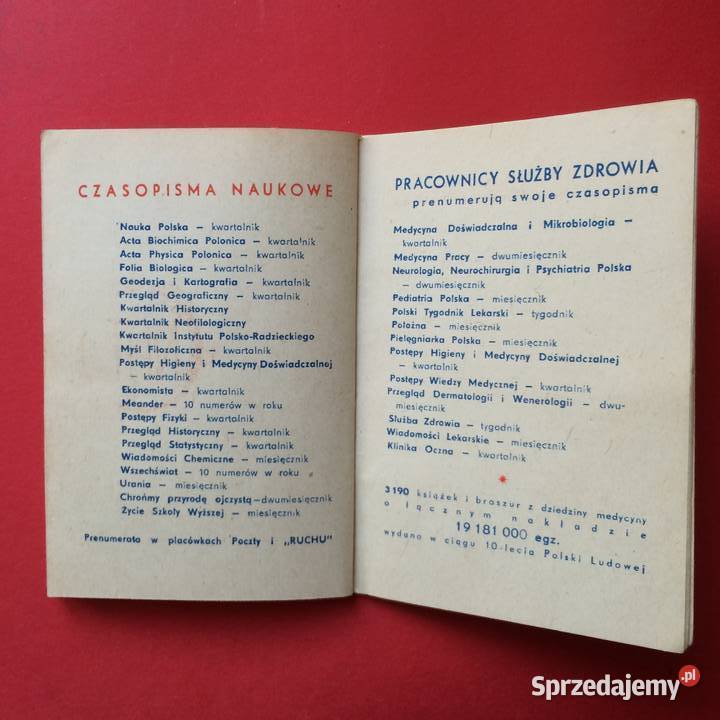 CZASOPISMA NAUKOWE
Nauka Polska – kwartalnik
Acta Biochimica Polonica – kwartalnik
Acta Physica Polonica – kwartalnik
Folia Biologica – kwartalnik
Geodezja i Kartografia – kwartalnik
Przegląd Geograficzny – kwartalnik
Kwartalnik Historyczny
Kwartalnik Neofilologiczny
Kwartalnik Instytutu Polsko-Radzieckiego
Myśl Filozoficzna – kwartalnik
Postępy Higieny i Medycyny Doświadczalnej
– kwartalnik
Ekonomista – kwartalnik
Meander – 10 numerów w roku
Postępy Fizyki – kwartalnik
Przegląd Historyczny – kwartalnik
Przegląd Statystyczny – kwartalnik
Wiadomości Chemiczne – miesięcznik
Wszechświat – 10 numerów w roku
Urania – miesięcznik
Chrońmy przyrodę ojczystą – dwumiesięcznik
Życie Szkoły Wyższej – miesięcznik
Prenumerata w placówkach Poczty i „RUCHU"
PRACOWNICY SŁUŻBY ZDROWIA
prenumerują swoje czasopisma
Medycyna Doświadczalna i Mikrobiologia –
kwartalnik
Medycyna Pracy – dwumiesięcznik
Neurologia, Neurochirurgia i Psychiatria Polska
– dwumiesięcznik
Pediatria Polska – miesięcznik
Polski Tygodnik Lekarski – tygodnik
Położna – miesięcznik
Pielęgniarka Polska – miesięcznik
Postępy Higieny i Medycyny Doświadczalnej
– kwartalnik
Postępy Wiedzy Medycznej – kwartalnik
Przegląd Dermatologii i Wenerologii – dwu-
miesięcznik
Służba Zdrowia – tygodnik
Wiadomości Lekarskie – miesięcznik
Klinika Oczna – kwartalnik
3190 książek i broszur z dziedziny medycyny
o łącznym nakładzie
19 181 000 egz.
wydano w ciągu 10-lecia Polski Ludowej
Sprzedajemy.pl